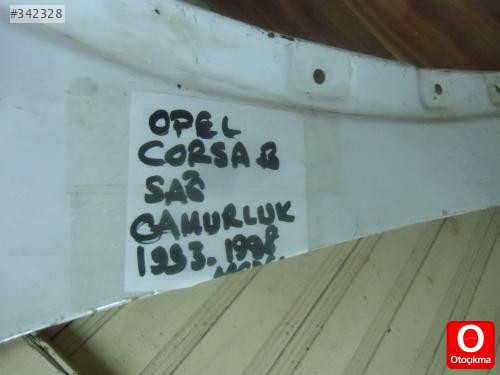 #342328
OPEL
CORSA B
SAĞ
ÇAMURLUK
1993.1998
O
Otoçıkma